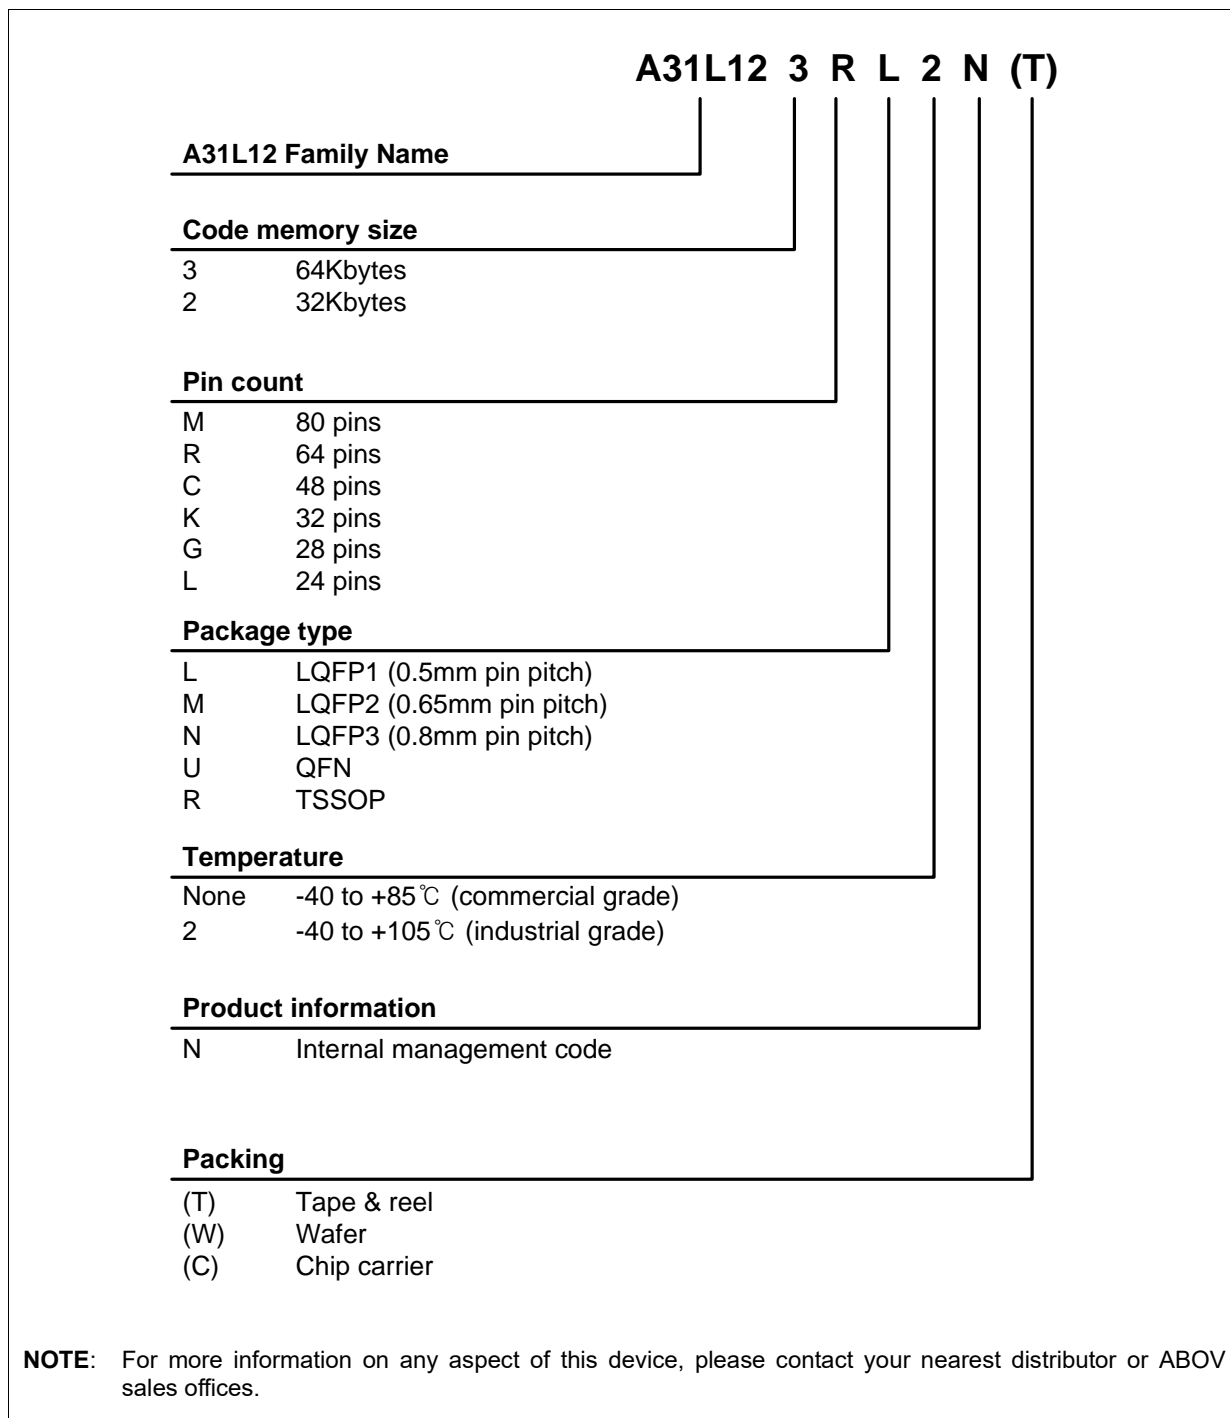 A31L12 3 R L 2 N (T)
A31L12 Family Name
Code memory size
3 64Kbytes
2 32Kbytes
Pin count
M 80 pins
R 64 pins
C 48 pins
K 32 pins
G 28 pins
L 24 pins
Package type
L LQFP1 (0.5mm pin pitch)
M LQFP2 (0.65mm pin pitch)
N LQFP3 (0.8mm pin pitch)
U QFN
R TSSOP
Temperature
None -40 to +85℃ (commercial grade)
2 -40 to +105℃ (industrial grade)
Product information
N Internal management code
Packing
(T) Tape & reel
(W) Wafer
(C) Chip carrier
NOTE: For more information on any aspect of this device, please contact your nearest distributor or ABOV
sales offices.